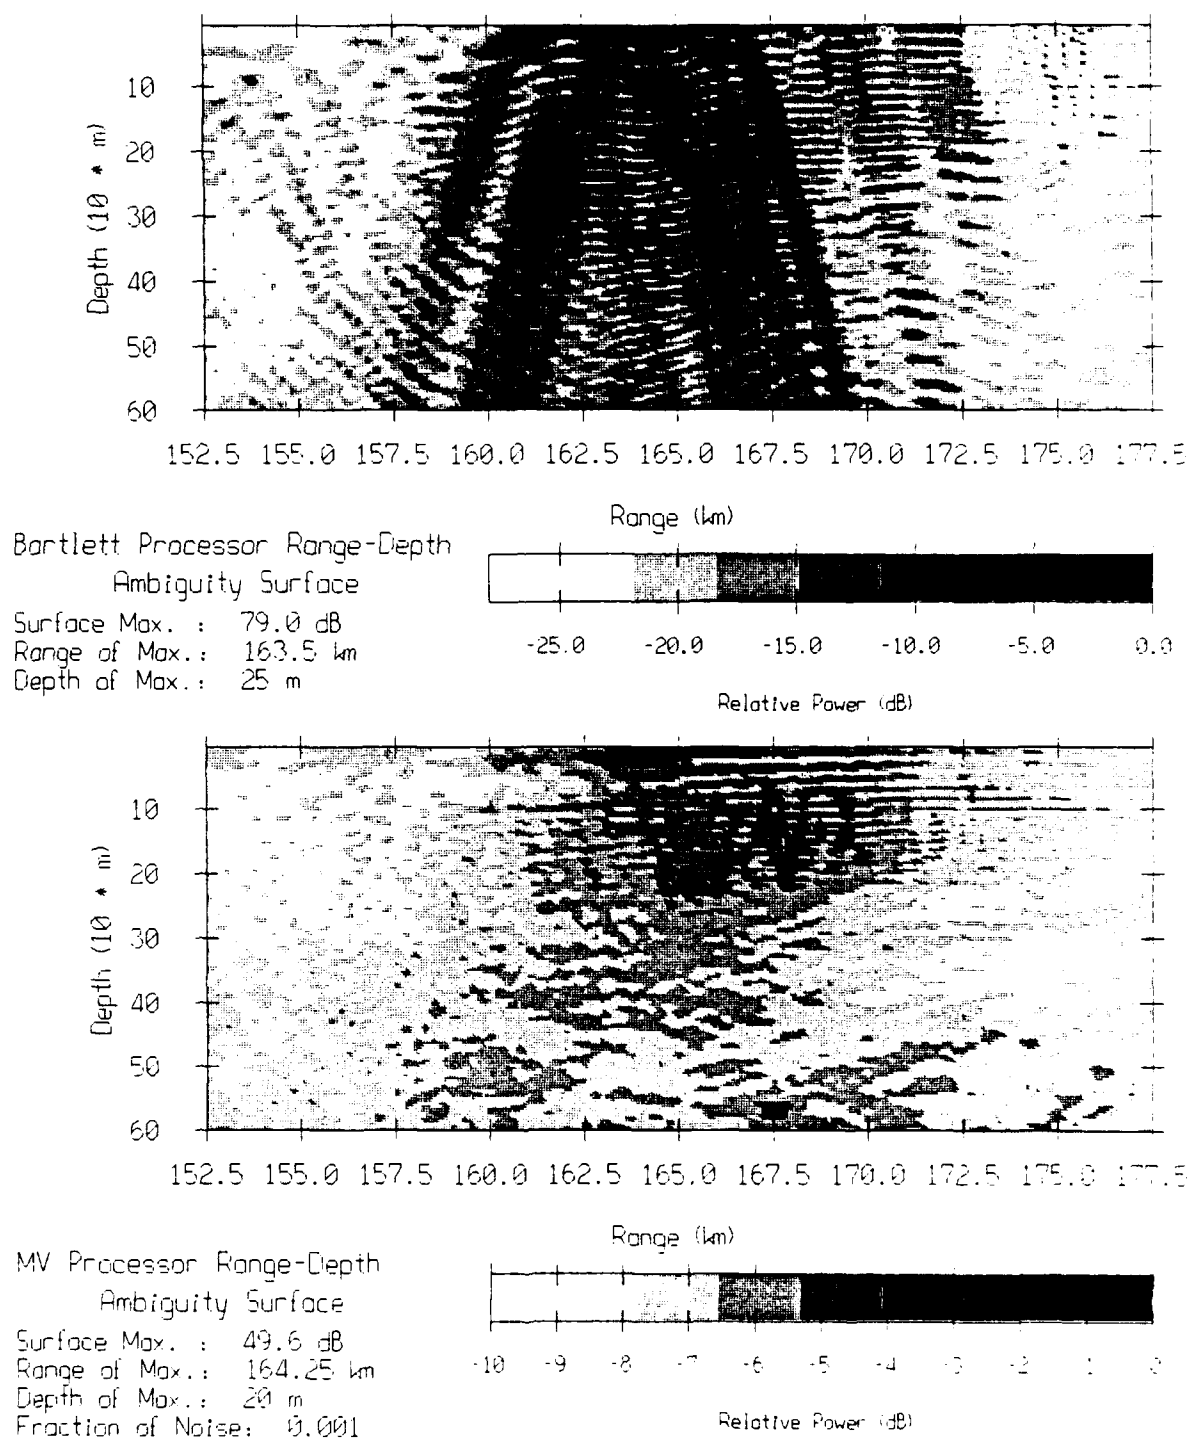 10
20
30
40
50
60
Depth (10 * m)
152.5 155.0 157.5 160.0 162.5 165.0 167.5 170.0 172.5 175.0 177.5
Range (km)
Bartlett Processor Range-Depth
Ambiguity Surface
Surface Max. : 79.0 dB
Range of Max.: 163.5 km
Depth of Max.: 25 m
-25.0 -20.0 -15.0 -10.0 -5.0 0.0
Relative Power (dB)
10
20
30
40
50
60
Depth (10 * m)
152.5 155.0 157.5 160.0 162.5 165.0 167.5 170.0 172.5 175.0 177.5
Range (km)
MV Processor Range-Depth
Ambiguity Surface
Surface Max. : 49.6 dB
Range of Max.: 164.25 km
Depth of Max.: 20 m
Fraction of Noise: 0.001
-10 -9 -8 -7 -6 -5 -4 -3 -2 1 0
Relative Power (dB)